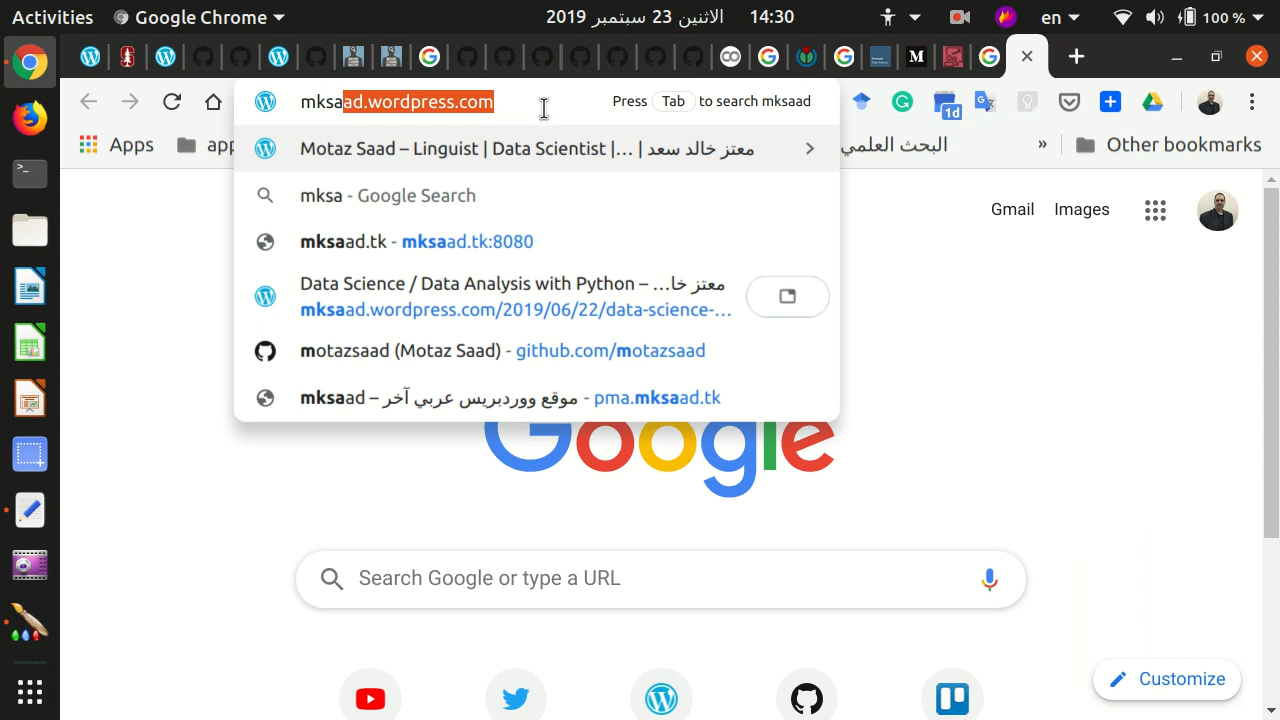 Activities
Google Chrome
الاثنين 23 سبتمبر 2019 14:30
en
100 %
mksaad.wordpress.com
Press Tab to search mksaad
1d
Motaz Saad – Linguist | Data Scientist |… | معتز خالد سعد
mksa - Google Search
mksaad.tk - mksaad.tk:8080
Data Science / Data Analysis with Python – …معتز خا
mksaad.wordpress.com/2019/06/22/data-science-…
motazsaad (Motaz Saad) - github.com/motazsaad
mksaad – موقع ووردبريس عربي آخر - pma.mksaad.tk
Apps
app
البحث العلمي
»
Other bookmarks
Gmail
Images
Google
Search Google or type a URL
Customize